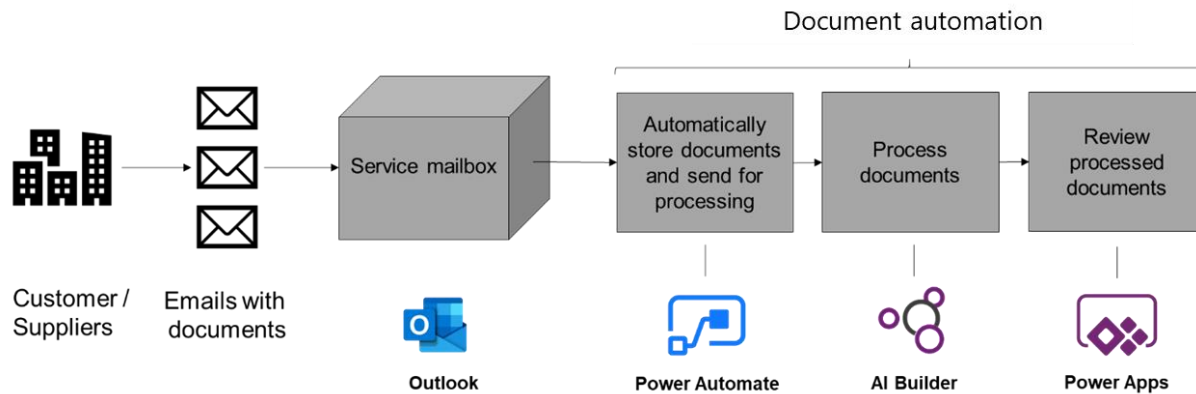 Document automation
Service mailbox
Automatically
store documents
and send for
processing
Process
documents
Review
processed
documents
Customer /
Suppliers
Emails with
documents
O
Outlook
Power Automate
AI Builder
Power Apps